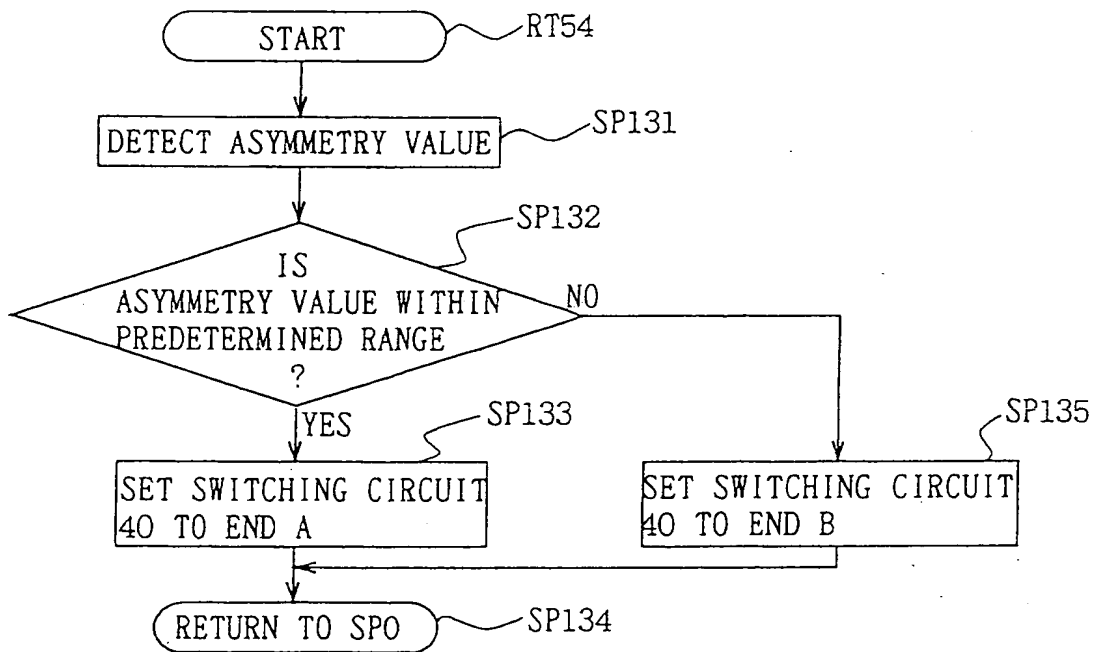 START
RT54
DETECT ASYMMETRY VALUE
SP131
SP132
IS
ASYMMETRY VALUE WITHIN
PREDETERMINED RANGE
?
NO
YES
SP133
SP135
SET SWITCHING CIRCUIT
40 TO END A
SET SWITCHING CIRCUIT
40 TO END B
RETURN TO SP0
SP134